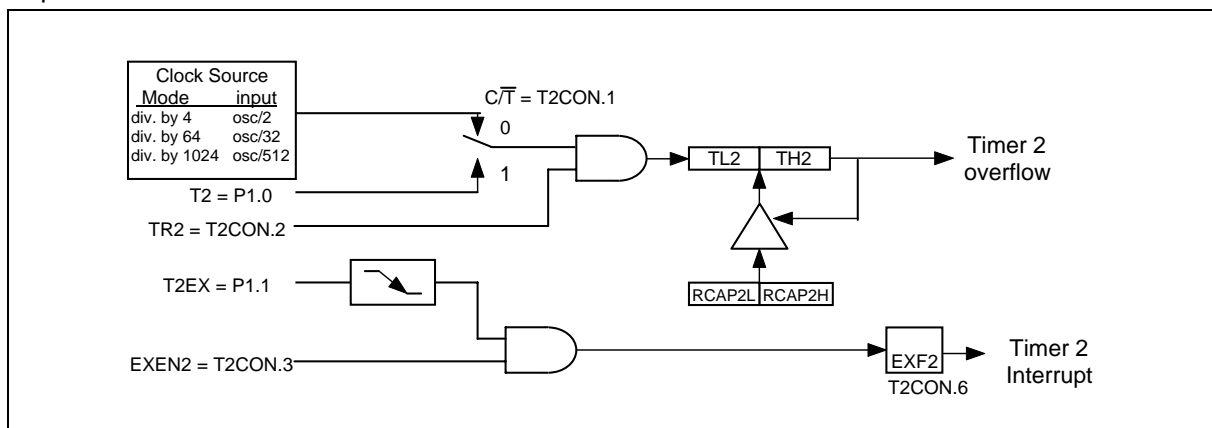 Clock Source
Mode input
div. by 4 osc/2
div. by 64 osc/32
div. by 1024 osc/512
C/T̅ = T2CON.1
0
1
T2 = P1.0
TR2 = T2CON.2
TL2 TH2
Timer 2
overflow
T2EX = P1.1
RCAP2L RCAP2H
EXEN2 = T2CON.3
EXF2
T2CON.6
Timer 2
Interrupt